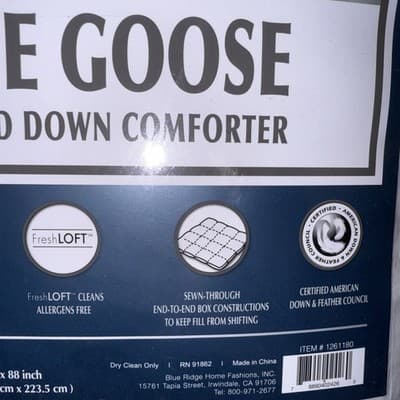 E GOOSE
D DOWN COMFORTER
FreshLOFT™
FreshLOFT™ CLEANS
ALLERGENS FREE
SEWN-THROUGH
END-TO-END BOX CONSTRUCTIONS
TO KEEP FILL FROM SHIFTING
• CERTIFIED • AMERICAN DOWN & FEATHER COUNCIL
CERTIFIED AMERICAN
DOWN & FEATHER COUNCIL
x 88 inch
cm x 223.5 cm )
Dry Clean Only | RN 91862 | Made in China
Blue Ridge Home Fashions, INC.
15761 Tapia Street, Irwindale, CA 91706
Tel: 800-971-2677
ITEM # 1261180